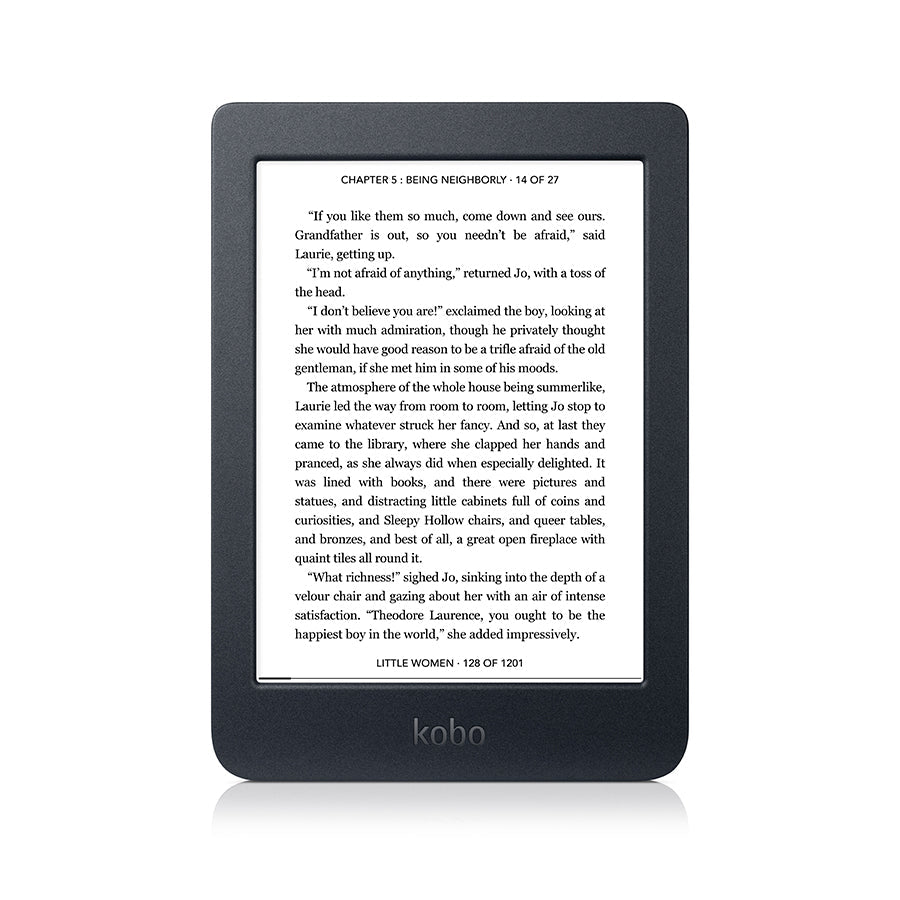 CHAPTER 5 : BEING NEIGHBORLY · 14 OF 27
“If you like them so much, come down and see ours.
Grandfather is out, so you needn’t be afraid,” said
Laurie, getting up.
“I’m not afraid of anything,” returned Jo, with a toss of
the head.
“I don’t believe you are!” exclaimed the boy, looking at
her with much admiration, though he privately thought
she would have good reason to be a trifle afraid of the old
gentleman, if she met him in some of his moods.
The atmosphere of the whole house being summerlike,
Laurie led the way from room to room, letting Jo stop to
examine whatever struck her fancy. And so, at last they
came to the library, where she clapped her hands and
pranced, as she always did when especially delighted. It
was lined with books, and there were pictures and
statues, and distracting little cabinets full of coins and
curiosities, and Sleepy Hollow chairs, and queer tables,
and bronzes, and best of all, a great open fireplace with
quaint tiles all round it.
“What richness!” sighed Jo, sinking into the depth of a
velour chair and gazing about her with an air of intense
satisfaction. “Theodore Laurence, you ought to be the
happiest boy in the world,” she added impressively.
LITTLE WOMEN · 128 OF 1201
kobo